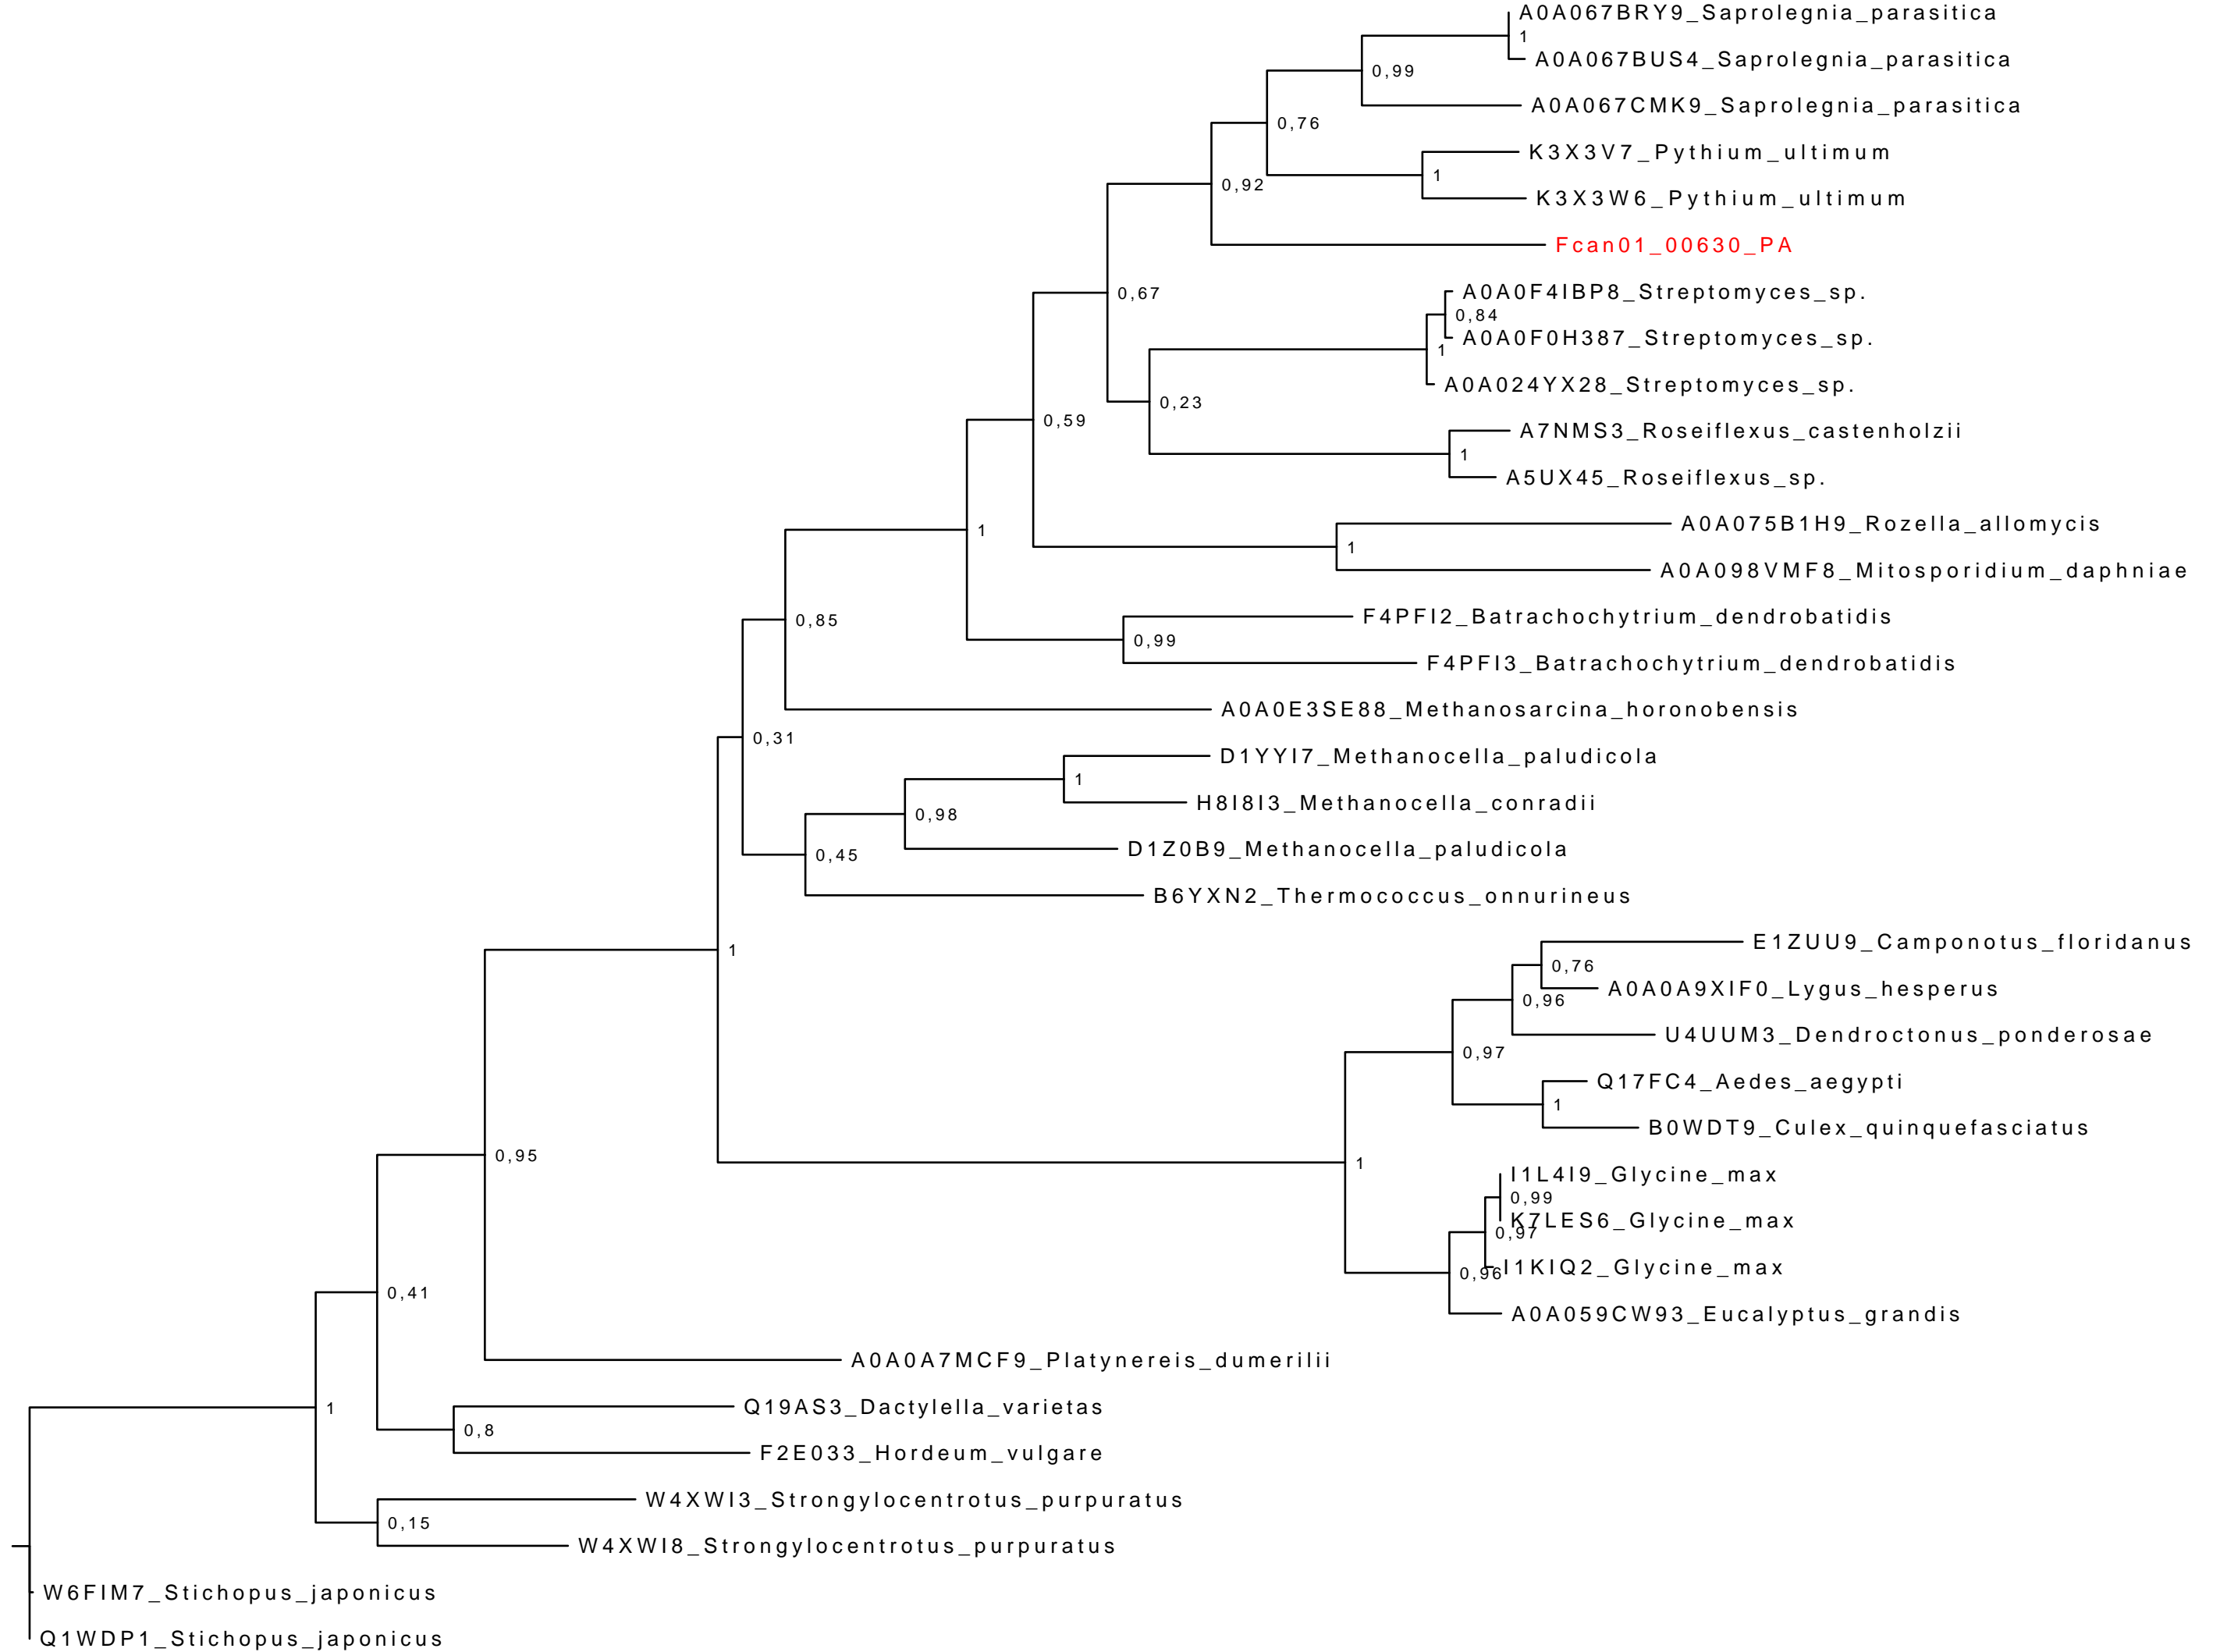 A0A067BRY9_Saprolegnia_parasitica
1
A0A067BUS4_Saprolegnia_parasitica
0,99
A0A067CMK9_Saprolegnia_parasitica
0,76
K3X3V7_Pythium_ultimum
1
0,92
K3X3W6_Pythium_ultimum
Fcan01_00630_PA
0,67
A0A0F4IBP8_Streptomyces_sp.
0,84
A0A0F0H387_Streptomyces_sp.
1
A0A024YX28_Streptomyces_sp.
0,23
0,59
A7NMS3_Roseiflexus_castenholzii
1
A5UX45_Roseiflexus_sp.
A0A075B1H9_Rozella_allomycis
1
1
A0A098VMF8_Mitosporidium_daphniae
0,85
F4PFI2_Batrachochytrium_dendrobatidis
0,99
F4PFI3_Batrachochytrium_dendrobatidis
A0A0E3SE88_Methanosarcina_horonobensis
0,31
D1YYI7_Methanocella_paludicola
1
H8I8I3_Methanocella_conradii
0,98
D1Z0B9_Methanocella_paludicola
0,45
B6YXN2_Thermococcus_onnurineus
1
E1ZUU9_Camponotus_floridanus
0,76
A0A0A9XIF0_Lygus_hesperus
0,96
U4UUM3_Dendroctonus_ponderosae
0,97
Q17FC4_Aedes_aegypti
1
B0WDT9_Culex_quinquefasciatus
0,95
1
I1L4I9_Glycine_max
0,99
K7LES6_Glycine_max
0,97
I1KIQ2_Glycine_max
0,96
0,41
A0A059CW93_Eucalyptus_grandis
A0A0A7MCF9_Platynereis_dumerilii
1
Q19AS3_Dactylella_varietas
0,8
F2E033_Hordeum_vulgare
W4XWI3_Strongylocentrotus_purpuratus
0,15
W4XWI8_Strongylocentrotus_purpuratus
W6FIM7_Stichopus_japonicus
Q1WDP1_Stichopus_japonicus